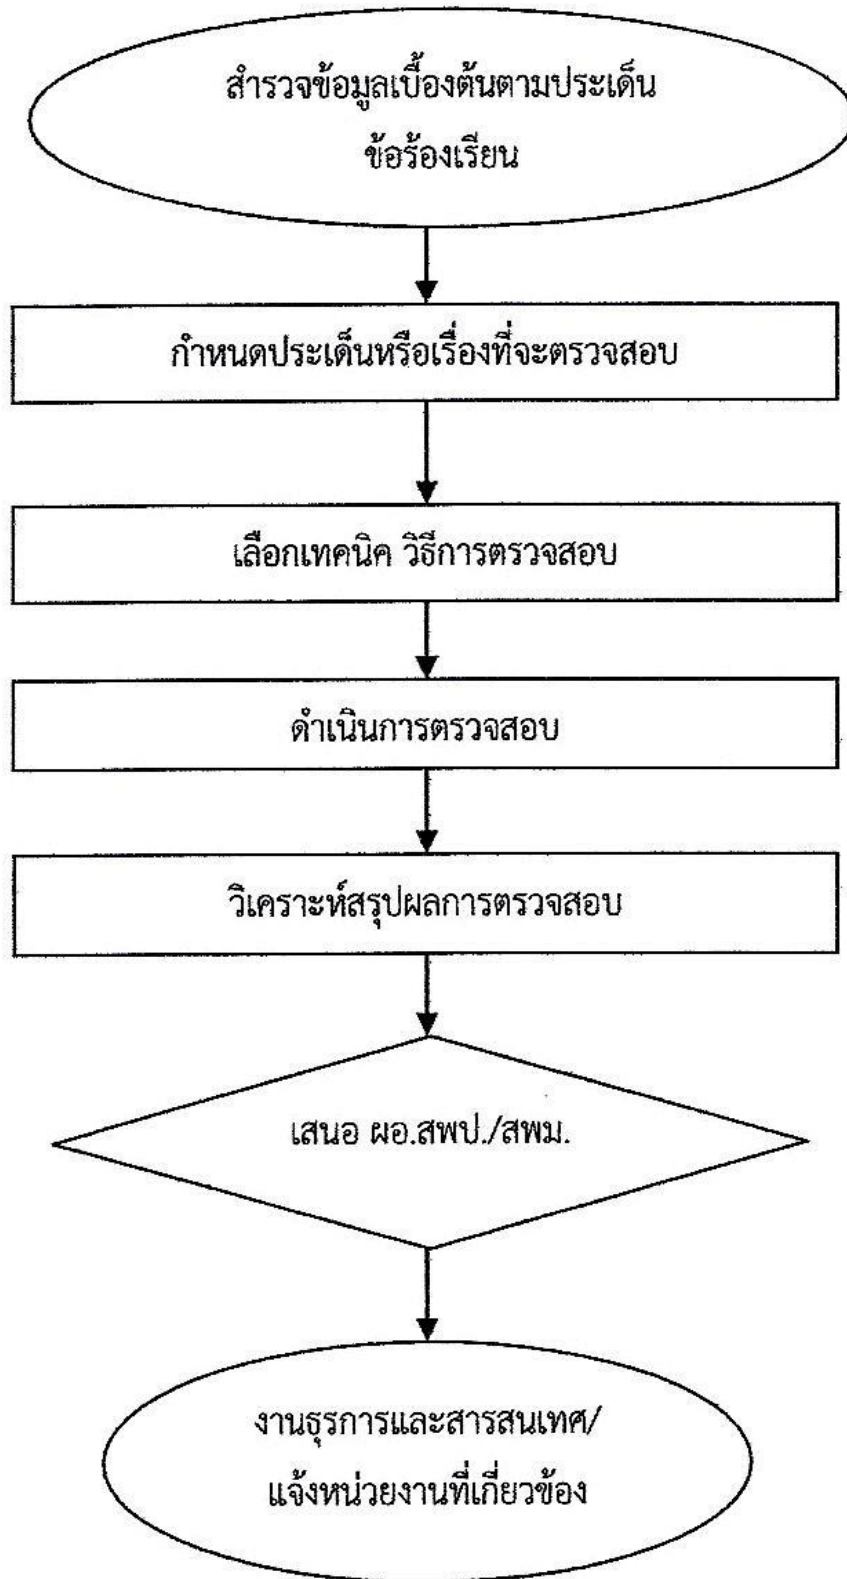 สำรวจข้อมูลเบื้องต้นตามประเด็น
ข้อร้องเรียน
กำหนดประเด็นหรือเรื่องที่จะตรวจสอบ
เลือกเทคนิค วิธีการตรวจสอบ
ดำเนินการตรวจสอบ
วิเคราะห์สรุปผลการตรวจสอบ
เสนอ ผอ.สพป./สพม.
งานธุรการและสารสนเทศ/
แจ้งหน่วยงานที่เกี่ยวข้อง